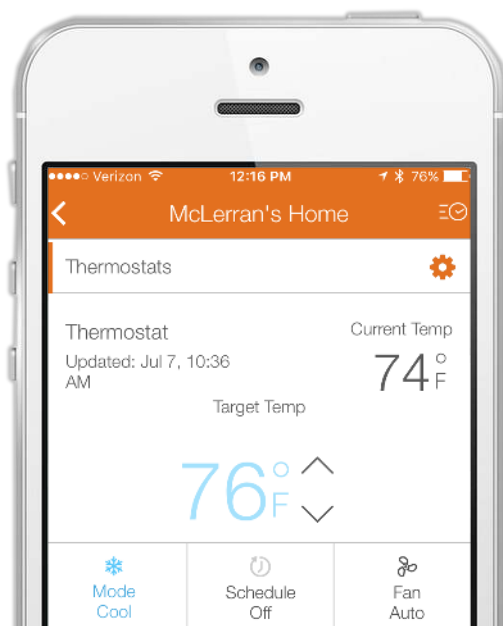 Verizon 12:16 PM 76%
McLerran's Home
Thermostats
Thermostat
Updated: Jul 7, 10:36
AM
Current Temp
74°F
Target Temp
76°F
Mode
Cool
Schedule
Off
Fan
Auto